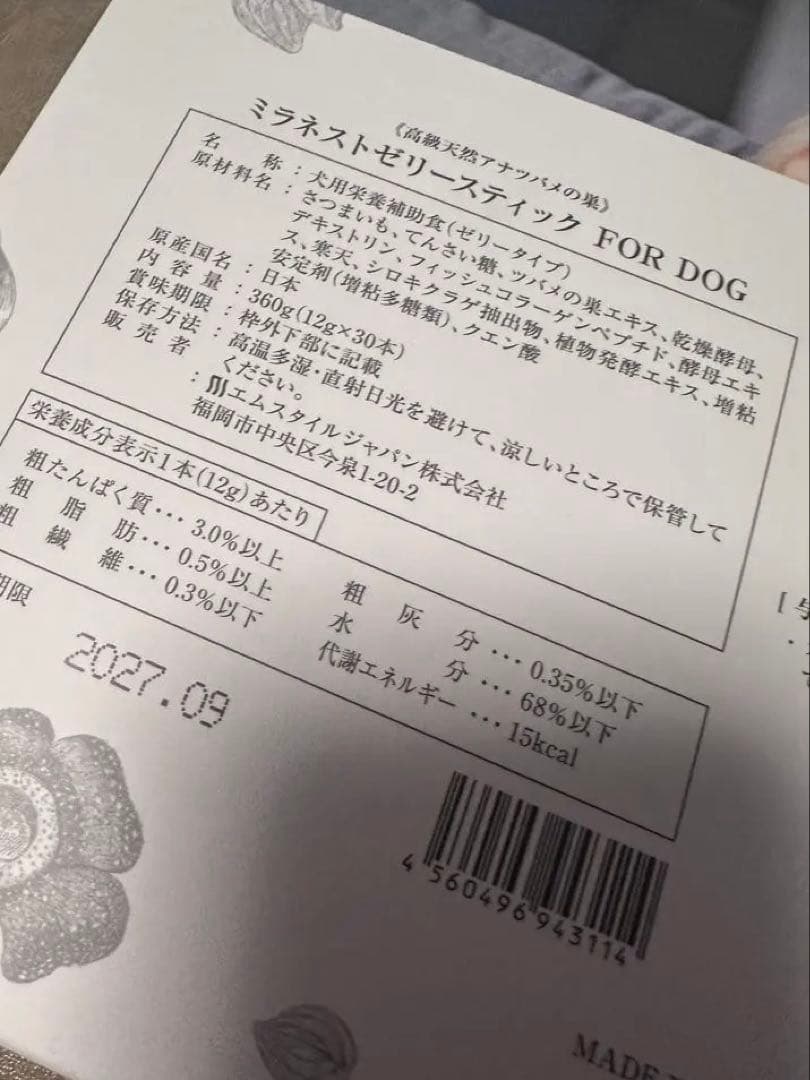 《高級天然アナツバメの巣》
ミラネストゼリースティック FOR DOG
名称：犬用栄養補助食(ゼリータイプ)
原材料名：さつまいも、てんさい糖、ツバメの巣エキス、乾燥酵母、
デキストリン、フィッシュコラーゲンペプチド、酵母エキ
ス、寒天、シロキクラゲ抽出物、植物発酵エキス、増粘
安定剤(増粘多糖類)、クエン酸
原産国名：日本
内容量：360g(12g×30本)
賞味期限：枠外下部に記載
保存方法：高温多湿・直射日光を避けて、涼しいところで保管して
ください。
販売者：エムスタイルジャパン株式会社
福岡市中央区今泉1-20-2
栄養成分表示1本(12g)あたり
粗たんぱく質･･･3.0%以上
粗脂肪･･･0.5%以上
粗繊維･･･0.3%以下
粗灰分･･･0.35%以下
水分･･･68%以下
代謝エネルギー･･･15kcal
期限
2027.09
4 560496 943114
MADE